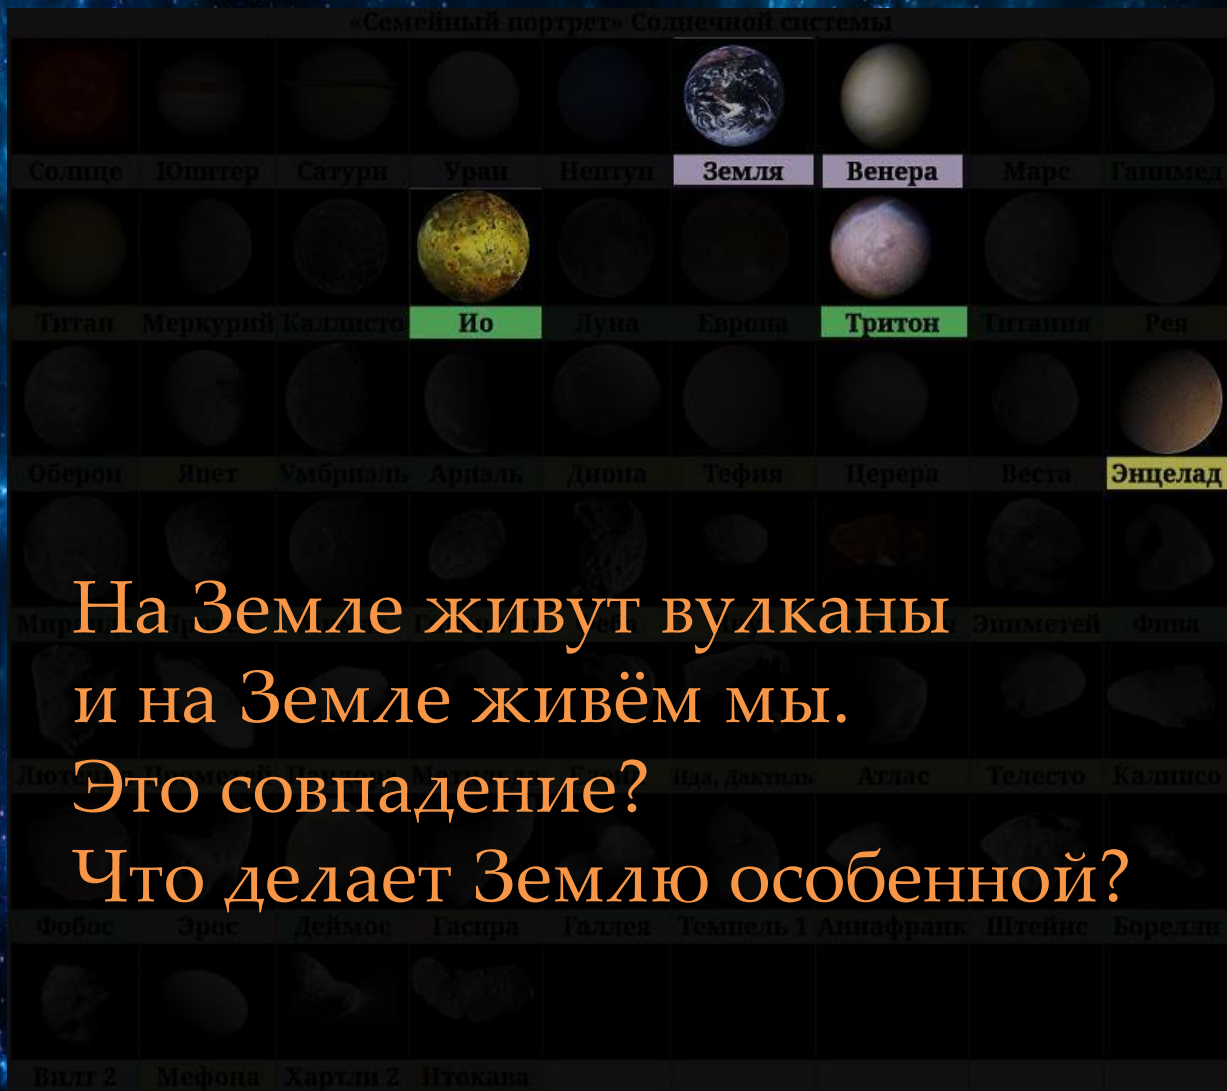 «Семейный портрет» Солнечной системы
Солнце Юпитер Сатурн Уран Нептун Земля Венера Марс Ганимед
Титан Меркурий Каллисто Ио Луна Европа Тритон Титания Рея
Оберон Япет Умбриэль Ариэль Диона Тефия Церера Веста Энцелад
Эпиметей Фива
На Земле живут вулканы
и на Земле живём мы.
Ида, Дактиль Атлас Телесто Калипсо
Это совпадение?
Что делает Землю особенной?
Фобос Эрос Деймос Гаспра Галлея Темпель 1 Аннафранк Штейнс Борелли
Вилт 2 Мефона Хартли 2 Итокава